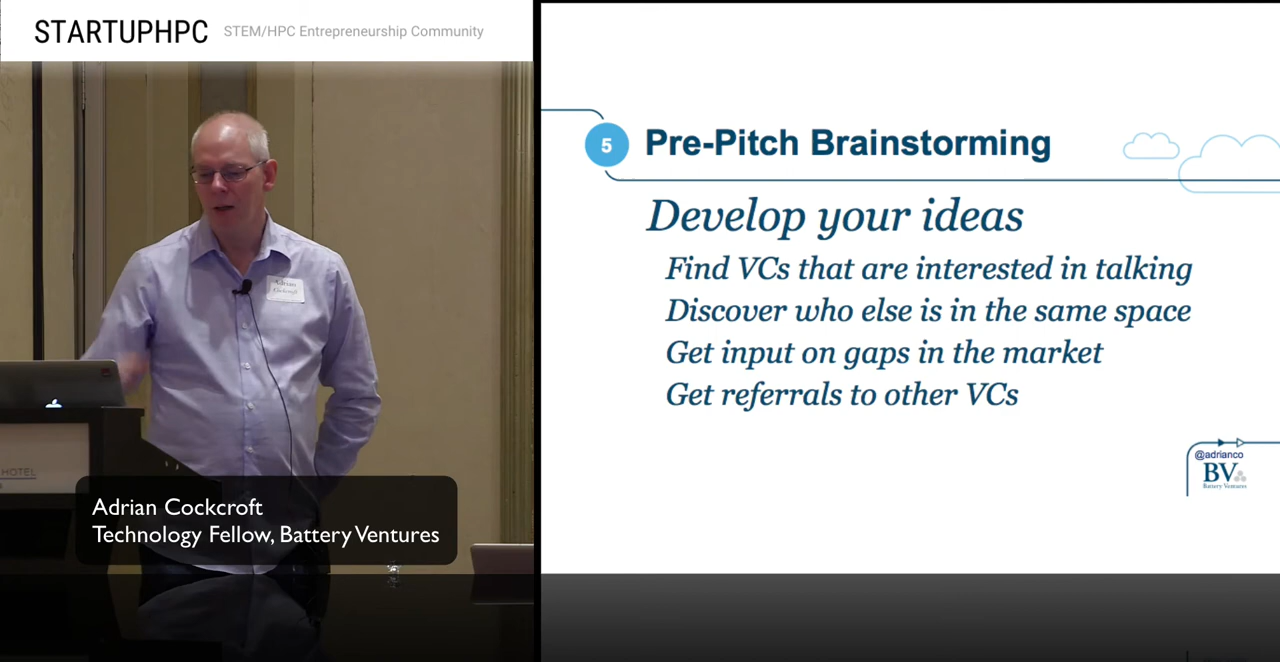 STARTUPHPC STEM/HPC Entrepreneurship Community
Adrian
Cockcroft
HOTEL
Adrian Cockcroft
Technology Fellow, Battery Ventures
5 Pre-Pitch Brainstorming
Develop your ideas
Find VCs that are interested in talking
Discover who else is in the same space
Get input on gaps in the market
Get referrals to other VCs
@adrianco
BV
Battery Ventures